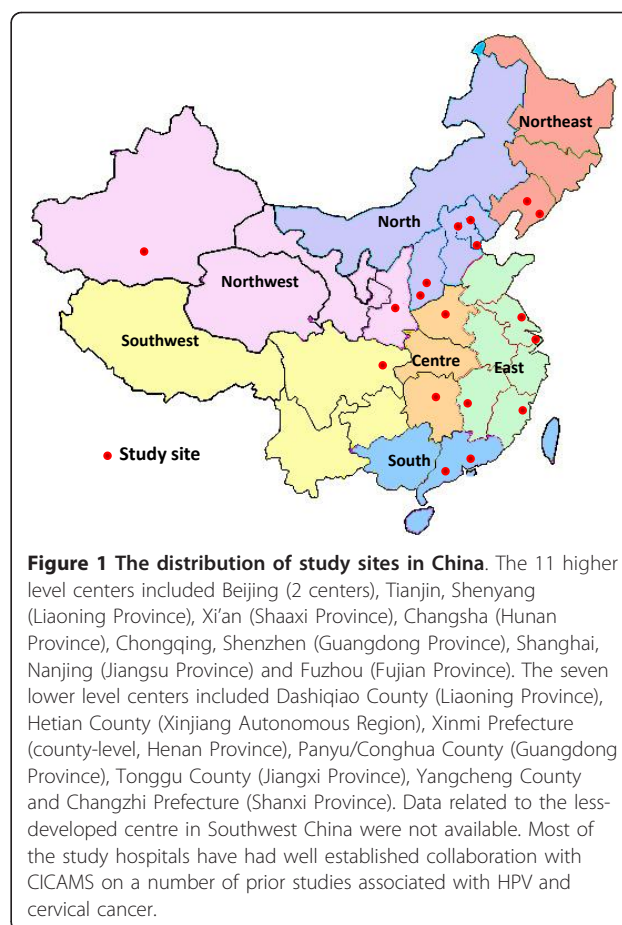 Northeast
North
Northwest
Southwest
Centre
East
South
Study site
Figure 1 The distribution of study sites in China. The 11 higher
level centers included Beijing (2 centers), Tianjin, Shenyang
(Liaoning Province), Xi'an (Shaaxi Province), Changsha (Hunan
Province), Chongqing, Shenzhen (Guangdong Province), Shanghai,
Nanjing (Jiangsu Province) and Fuzhou (Fujian Province). The seven
lower level centers included Dashiqiao County (Liaoning Province),
Hetian County (Xinjiang Autonomous Region), Xinmi Prefecture
(county-level, Henan Province), Panyu/Conghua County (Guangdong
Province), Tonggu County (Jiangxi Province), Yangcheng County
and Changzhi Prefecture (Shanxi Province). Data related to the less-
developed centre in Southwest China were not available. Most of
the study hospitals have had well established collaboration with
CICAMS on a number of prior studies associated with HPV and
cervical cancer.